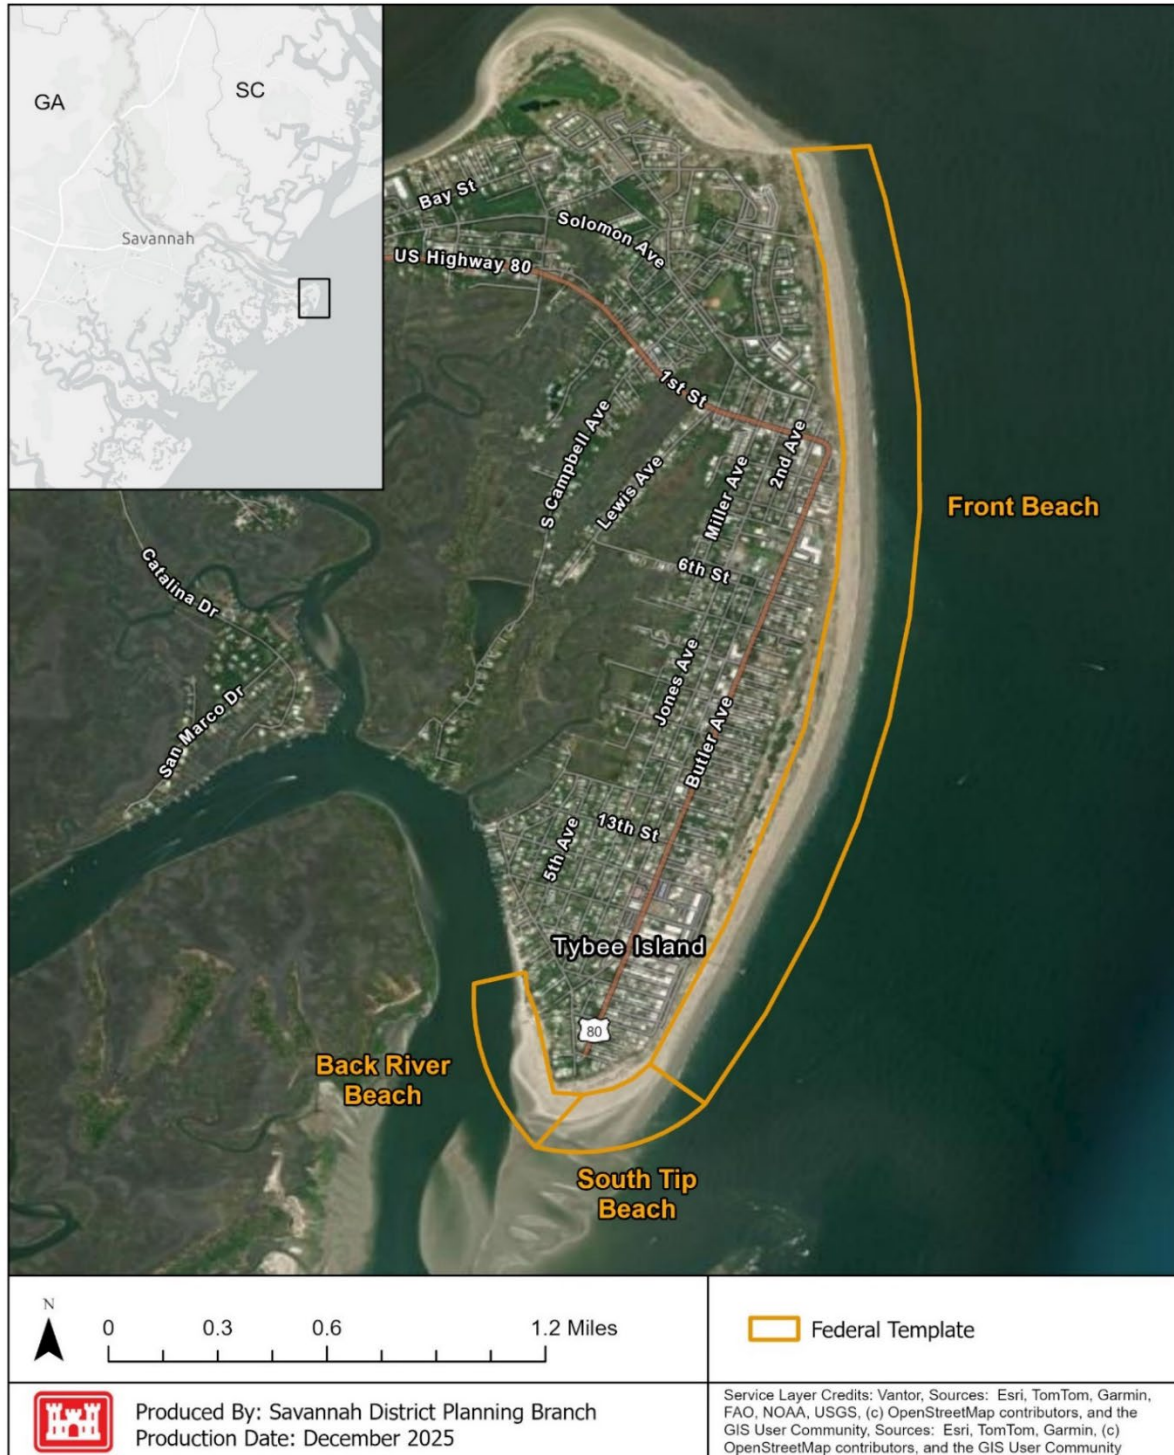 GA
SC
Savannah
Bay St
Solomon Ave
US Highway 80
1st St
2nd Ave
S Campbell Ave
Lewis Ave
Miller Ave
Front Beach
6th St
Catalina Dr
San Marco Dr
Jones Ave
Butler Ave
13th St
5th Ave
Tybee Island
80
Back River
Beach
South Tip
Beach
N
0 0.3 0.6 1.2 Miles
Federal Template
Produced By: Savannah District Planning Branch
Production Date: December 2025
Service Layer Credits: Vantor, Sources: Esri, TomTom, Garmin,
FAO, NOAA, USGS, (c) OpenStreetMap contributors, and the
GIS User Community, Sources: Esri, TomTom, Garmin, (c)
OpenStreetMap contributors, and the GIS User Community